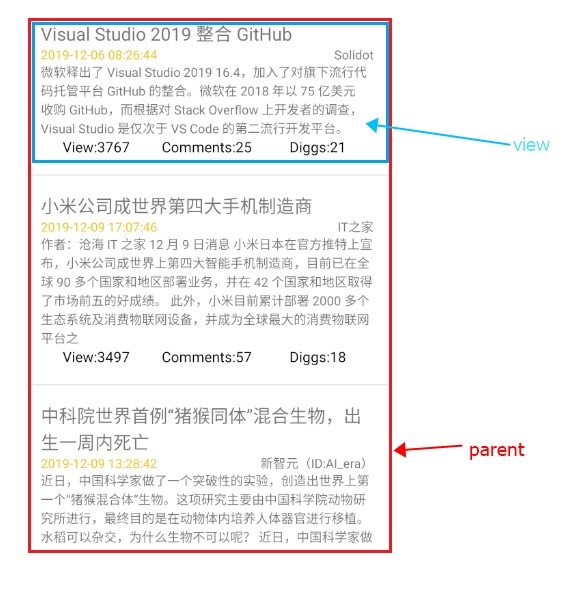 Visual Studio 2019 整合 GitHub
2019-12-06 08:26:44 Solidot
微软释出了 Visual Studio 2019 16.4，加入了对旗下流行代
码托管平台 GitHub 的整合。微软在 2018 年以 75 亿美元
收购 GitHub，而根据对 Stack Overflow 上开发者的调查，
Visual Studio 是仅次于 VS Code 的第二流行开发平台。
View:3767 Comments:25 Diggs:21
view
小米公司成世界第四大手机制造商
2019-12-09 17:07:46 IT之家
作者：沧海 IT 之家 12 月 9 日消息 小米日本在官方推特上宣
布，小米公司成世界上第四大智能手机制造商，目前已在全
球 90 多个国家和地区部署业务，并在 42 个国家和地区取得
了市场前五的好成绩。 此外，小米目前累计部署 2000 多个
生态系统及消费物联网设备，并成为全球最大的消费物联网
平台之
View:3497 Comments:57 Diggs:18
中科院世界首例“猪猴同体”混合生物，出
生一周内死亡
2019-12-09 13:28:42 新智元（ID:AI_era）
parent
近日，中国科学家做了一个突破性的实验，创造出世界上第
一个“猪猴混合体”生物。这项研究主要由中国科学院动物研
究所进行，最终目的是在动物体内培养人体器官进行移植。
水稻可以杂交，为什么生物不可以呢？ 近日，中国科学家做